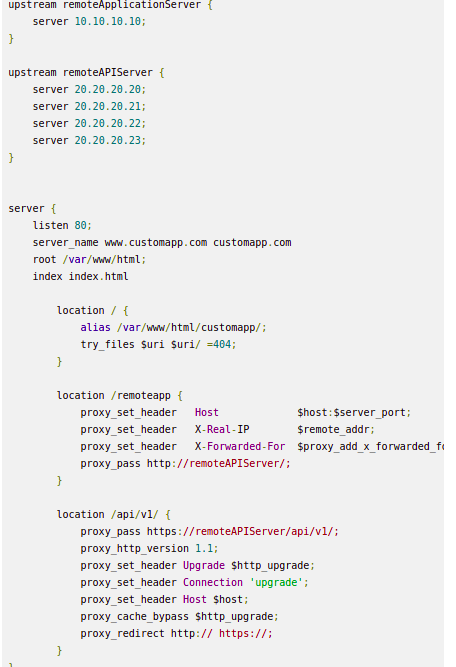 upstream remoteApplicationServer {
    server 10.10.10.10;
}

upstream remoteAPIServer {
    server 20.20.20.20;
    server 20.20.20.21;
    server 20.20.20.22;
    server 20.20.20.23;
}


server {
    listen 80;
    server_name www.customapp.com customapp.com
    root /var/www/html;
    index index.html

        location / {
            alias /var/www/html/customapp/;
            try_files $uri $uri/ =404;
        }

        location /remoteapp {
            proxy_set_header   Host             $host:$server_port;
            proxy_set_header   X-Real-IP        $remote_addr;
            proxy_set_header   X-Forwarded-For  $proxy_add_x_forwarded_fo
            proxy_pass http://remoteAPIServer/;
        }

        location /api/v1/ {
            proxy_pass https://remoteAPIServer/api/v1/;
            proxy_http_version 1.1;
            proxy_set_header Upgrade $http_upgrade;
            proxy_set_header Connection 'upgrade';
            proxy_set_header Host $host;
            proxy_cache_bypass $http_upgrade;
            proxy_redirect http:// https://;
        }
}